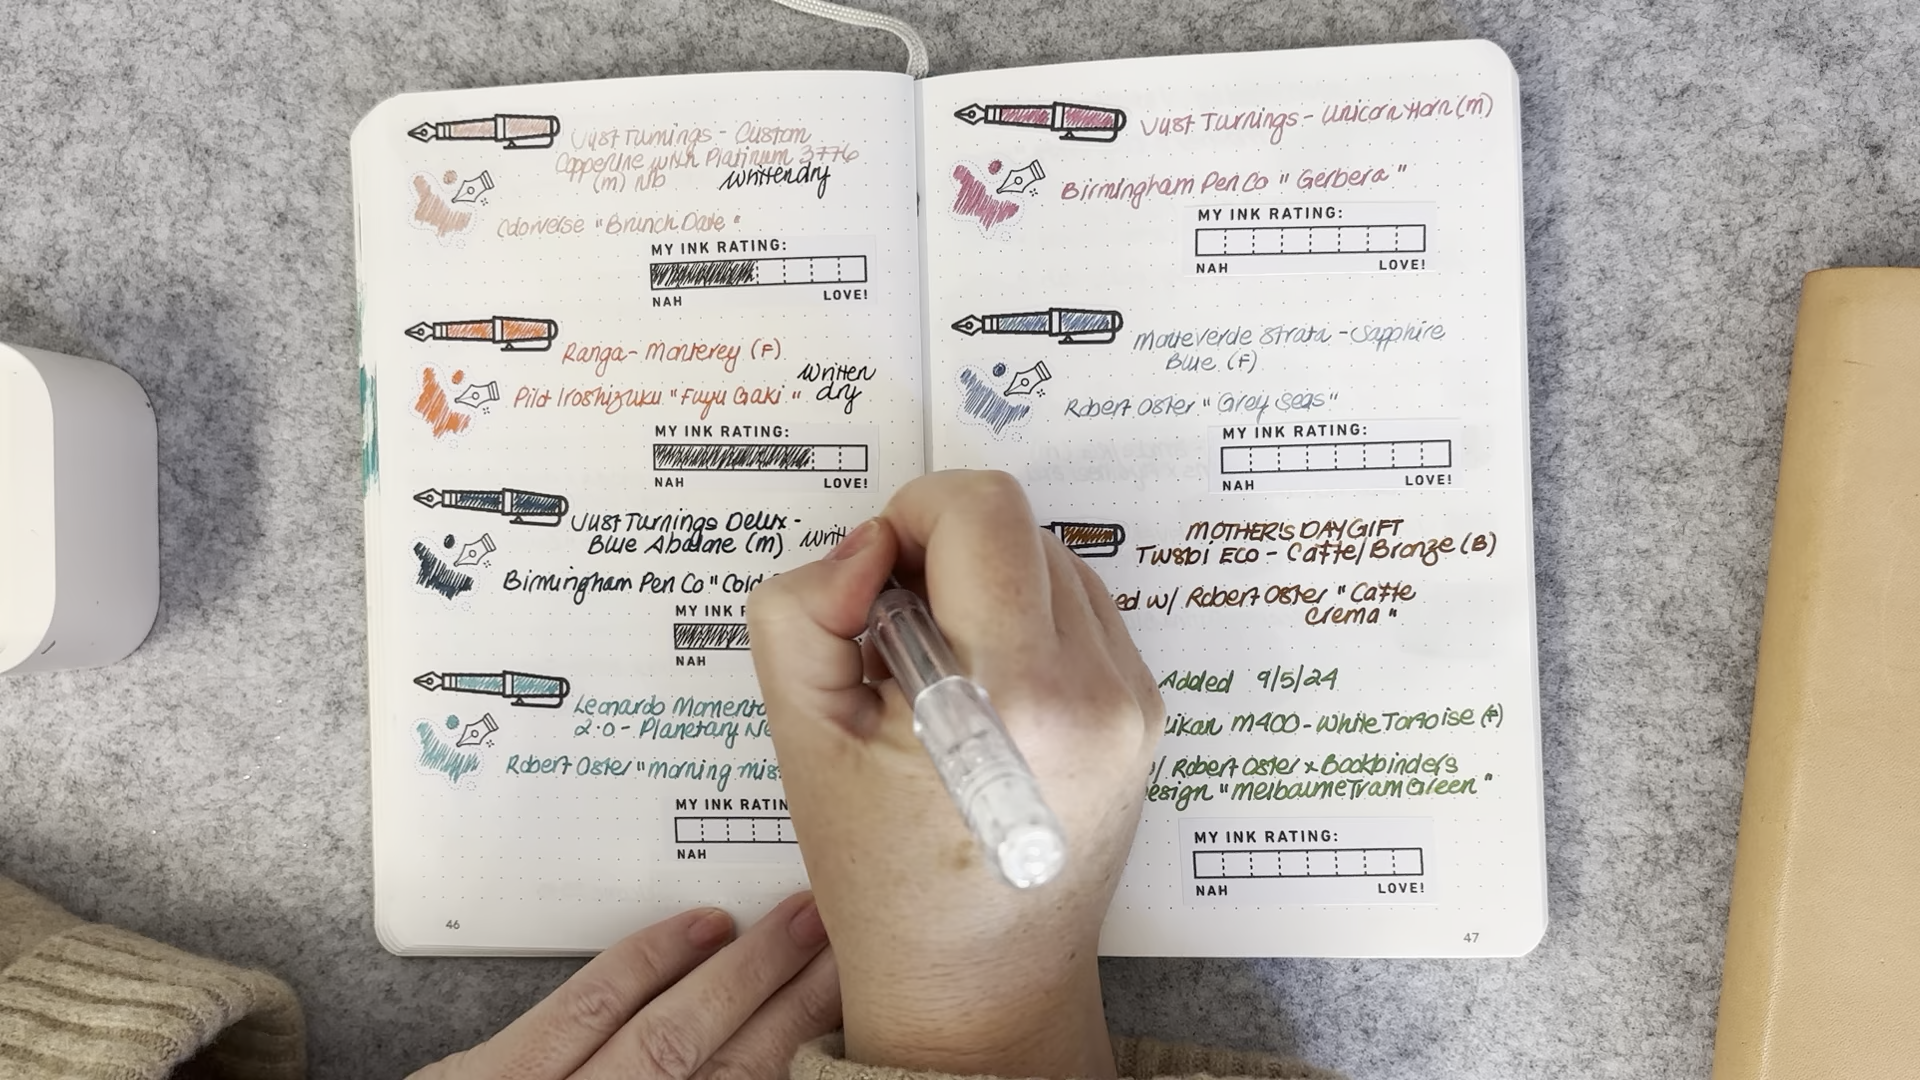 Just Turnings - Custom
Copperline with Platinum 3776
(m) nib
Written dry
Colorverse "Brunch Date"
MY INK RATING:
NAH LOVE!
Ranga - Monterey (F)
Written
dry
Pilot Iroshizuku "Fuyu Gaki"
MY INK RATING:
NAH LOVE!
Just Turnings Delux -
Blue Abalone (m)
Birmingham Pen Co "Cold
MY INK
NAH
Leonardo Momento
2.0 - Planetary
Robert Oster "morning
MY INK
NAH
46
Just Turnings - Unicorn Horn (m)
Birmingham Pen Co "Gerbera"
MY INK RATING:
NAH LOVE!
Monteverde Strata - Sapphire
Blue (F)
Robert Oster "Grey Seas"
MY INK RATING:
NAH LOVE!
MOTHER'S DAY GIFT
TWSBI ECO - Caffe/Bronze (B)
w/ Robert Oster "Caffe
Crema"
Added 9/5/24
M400 - White Tortoise (F)
Robert Oster x Bookbinders
"Melbourne Tram Green"
MY INK RATING:
NAH LOVE!
47